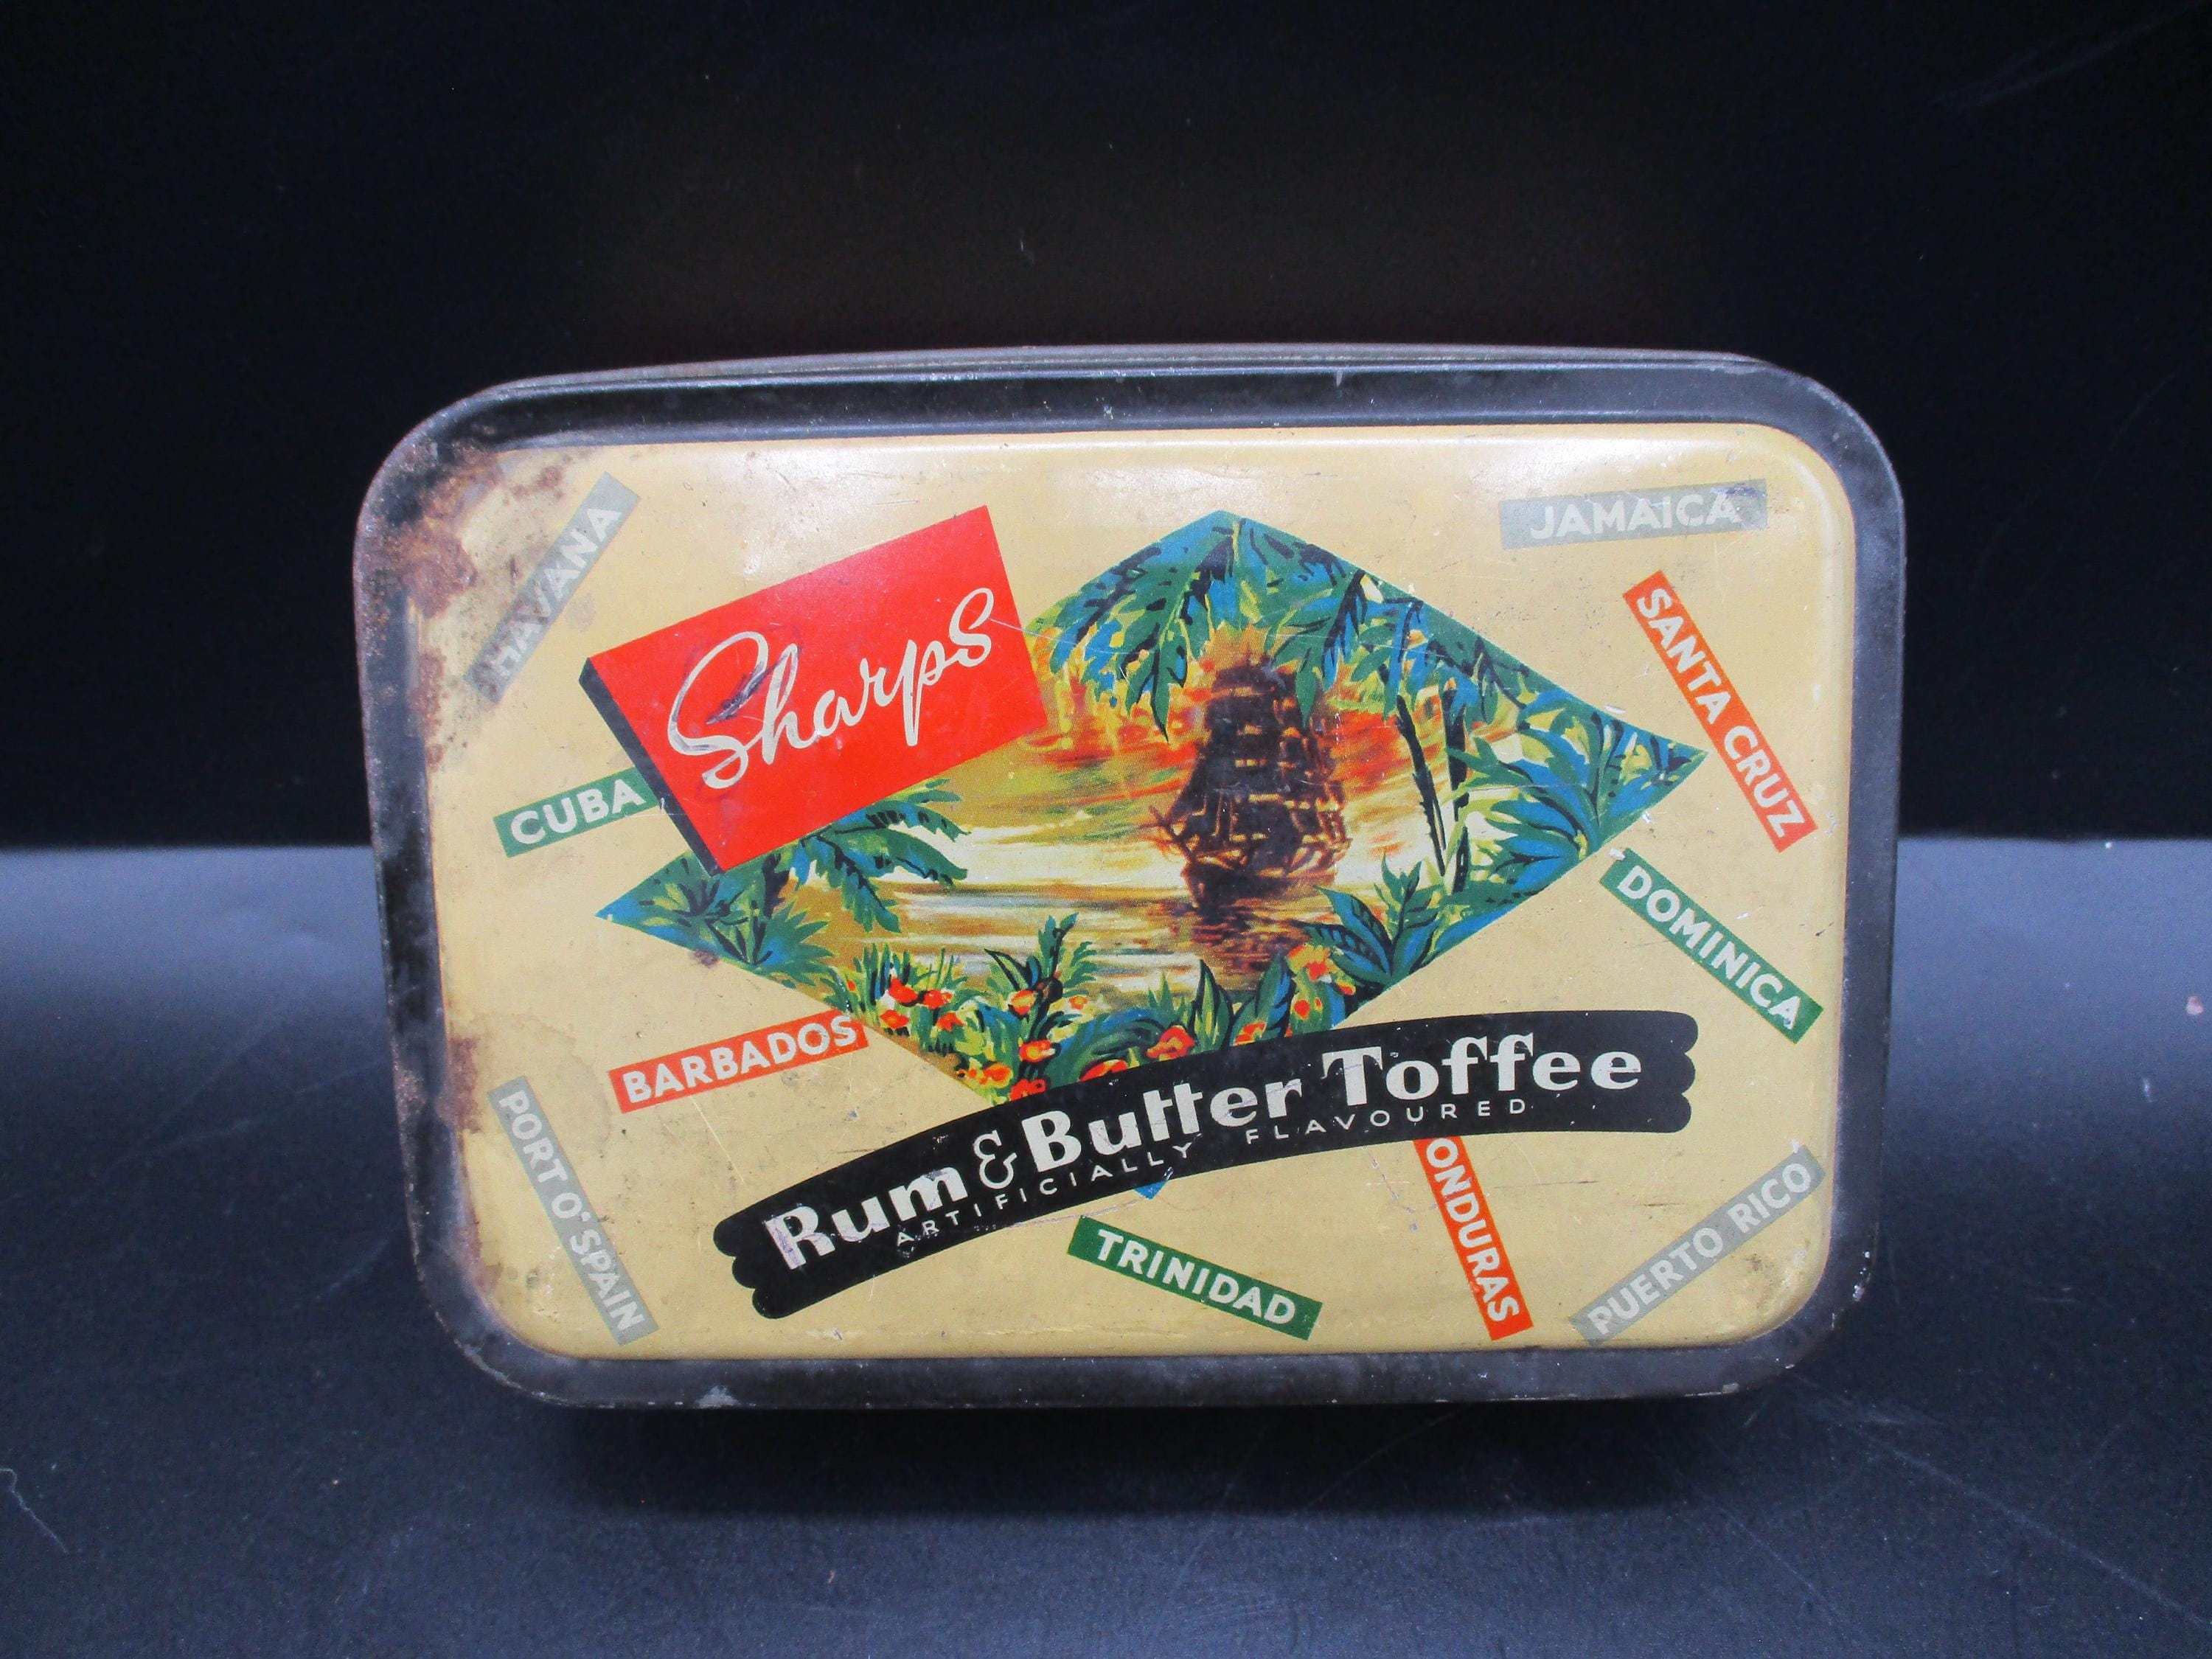 HAVANA
JAMAICA
Sharps
SANTA CRUZ
CUBA
DOMINICA
BARBADOS
Rum & Butter Toffee
ARTIFICIALLY FLAVOURED
PORT O' SPAIN
TRINIDAD
ONDURAS
PUERTO RICO